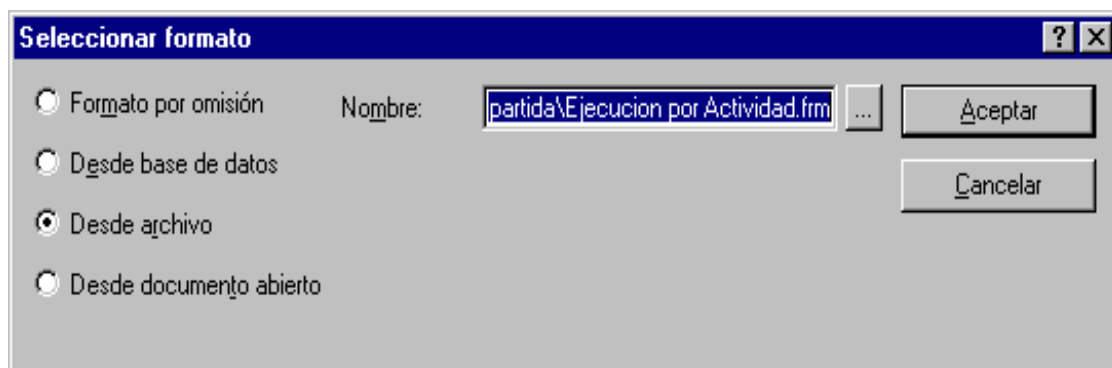 Seleccionar formato
Formato por omisión
Nombre:
partida\Ejecucion por Actividad.frm
...
Aceptar
Desde base de datos
Cancelar
Desde archivo
Desde documento abierto